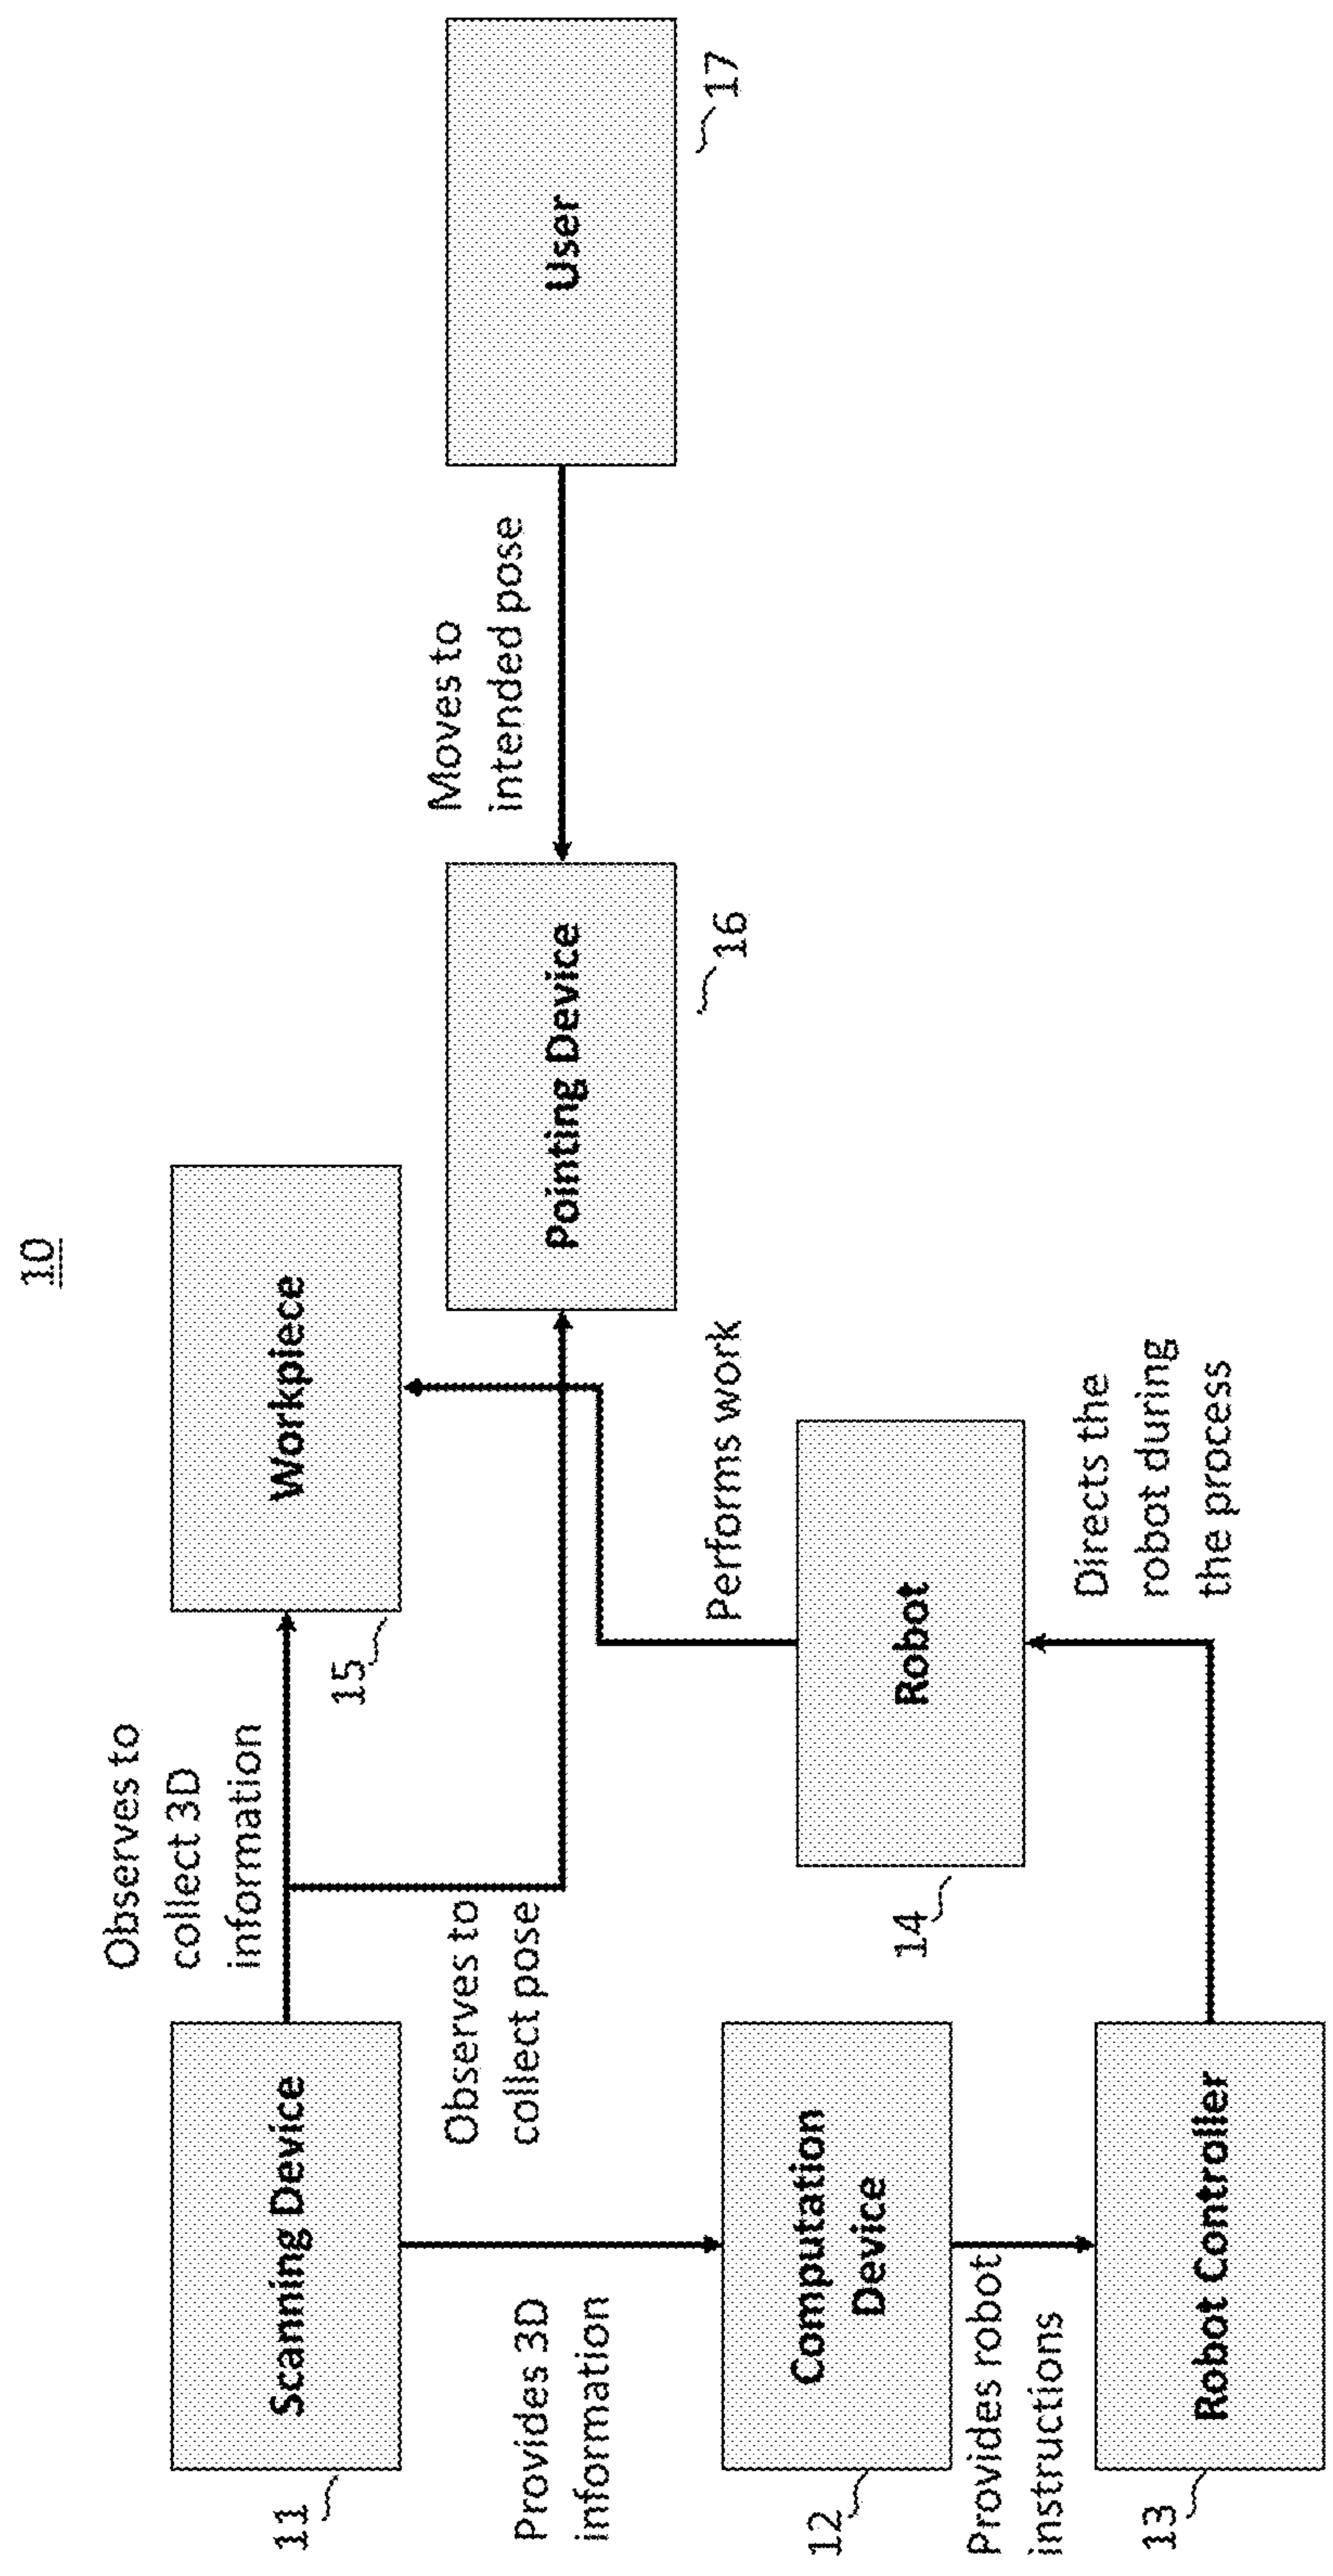 10
Observes to
collect 3D
information
11
Scanning Device
15
Workpiece
Observes to
collect pose
Moves to
intended pose
Pointing Device
16
User
17
Provides 3D
information
Performs work
12
Computation
Device
14
Robot
Provides robot
instructions
Directs the
robot during
the process
13
Robot Controller